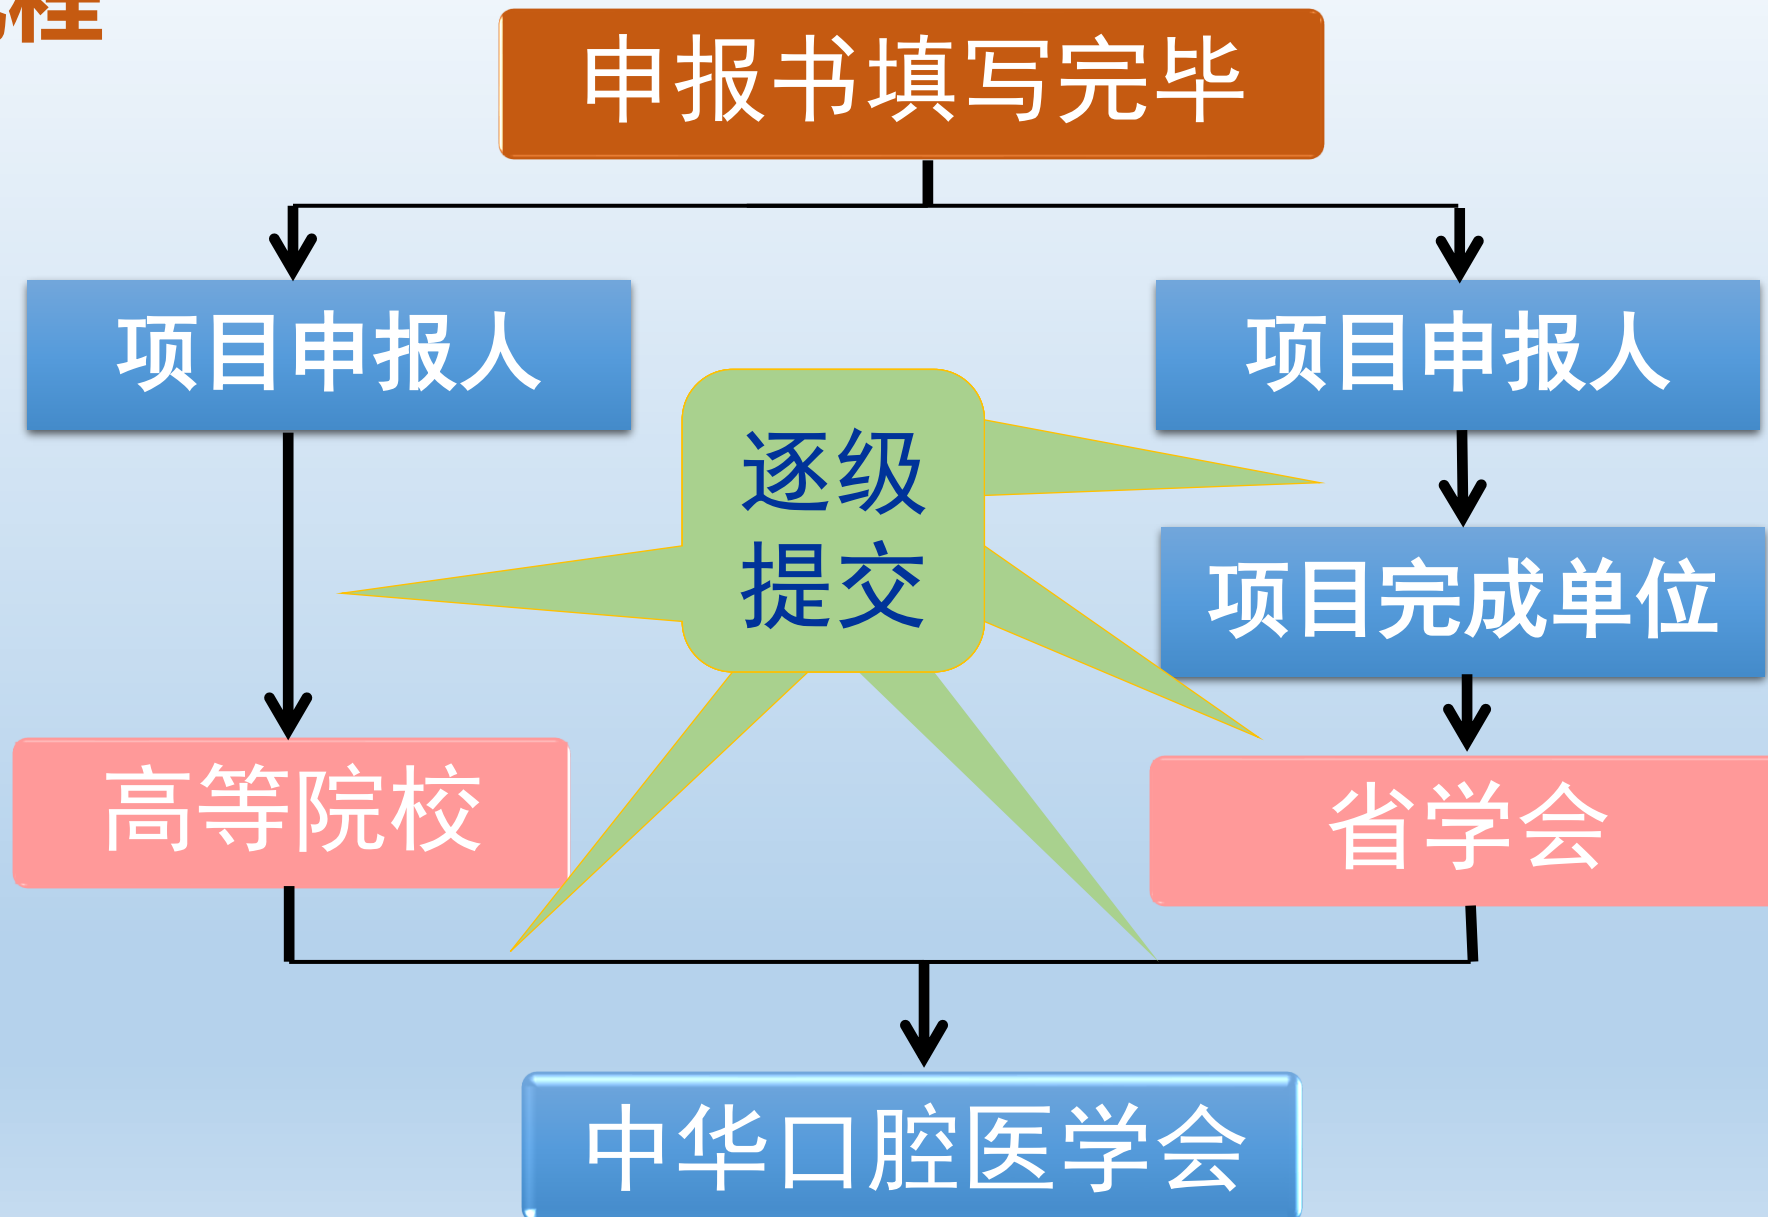 程
申报书填写完毕
项目申报人
项目申报人
逐级
提交
项目完成单位
高等院校
省学会
中华口腔医学会